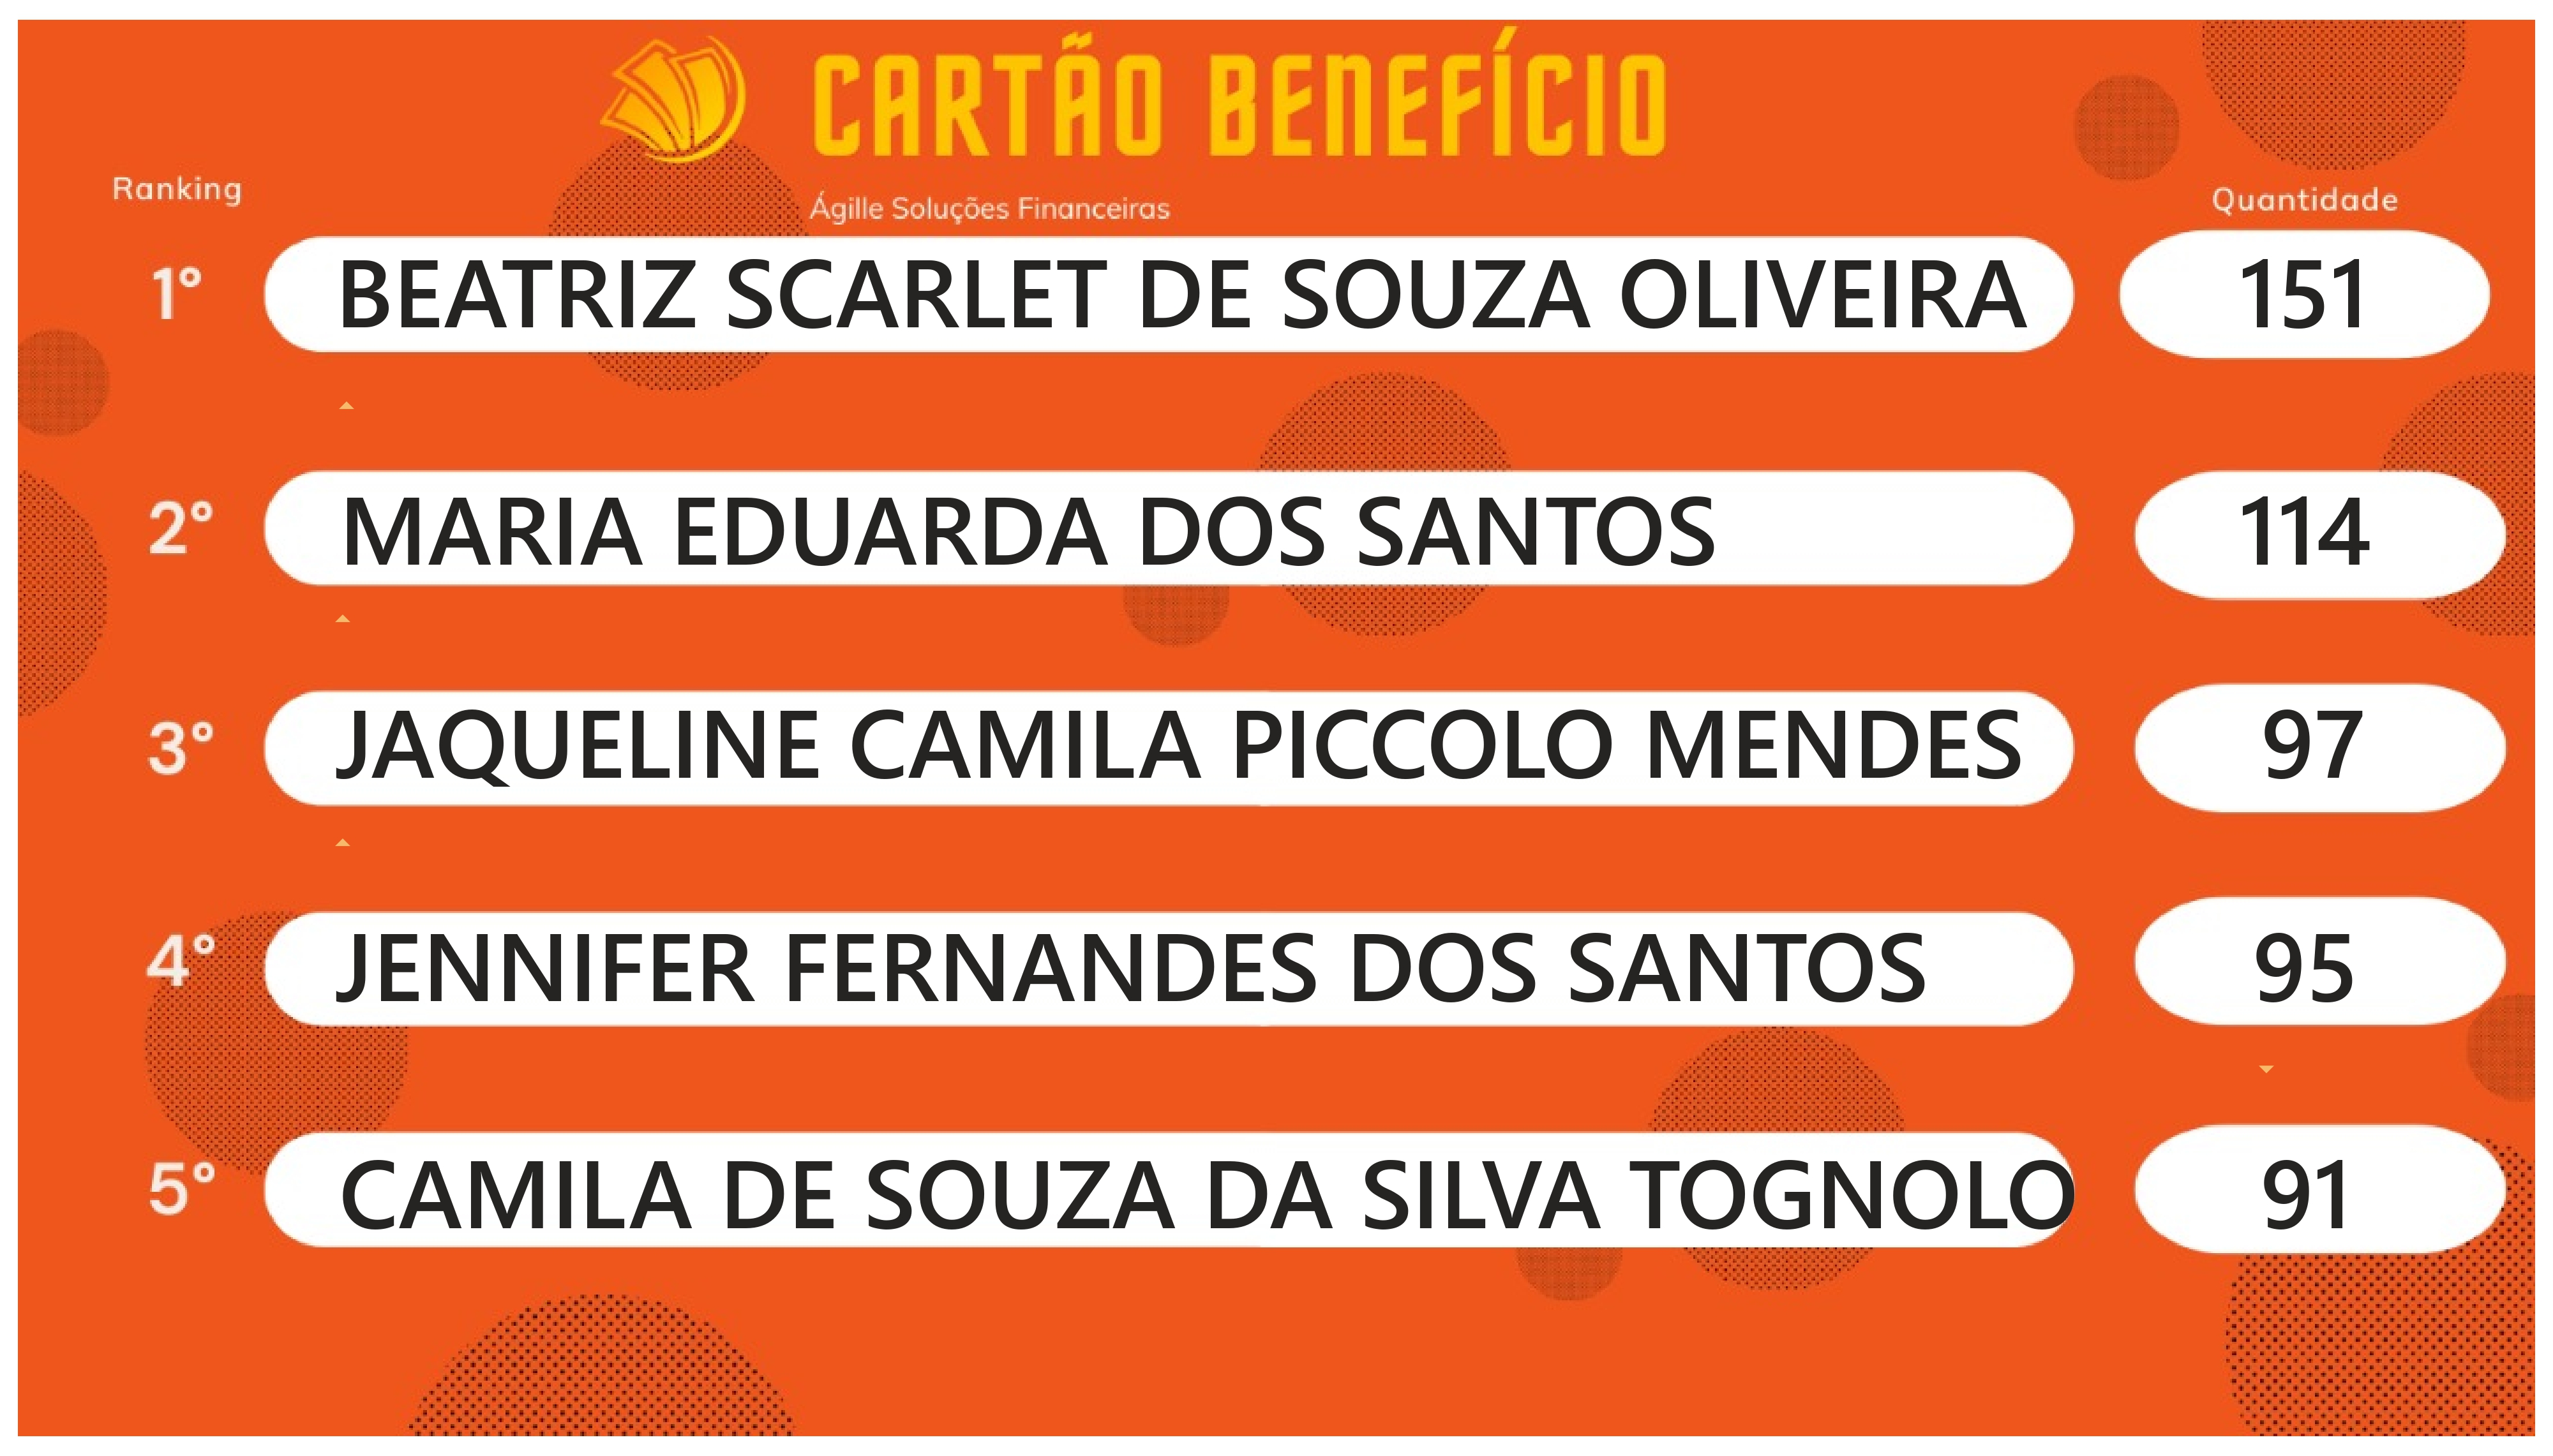 CARTÃO BENEFÍCIO
Ranking
Ágille Soluções Financeiras
Quantidade
1° BEATRIZ SCARLET DE SOUZA OLIVEIRA 151
2° MARIA EDUARDA DOS SANTOS 114
3° JAQUELINE CAMILA PICCOLO MENDES 97
4° JENNIFER FERNANDES DOS SANTOS 95
5° CAMILA DE SOUZA DA SILVA TOGNOLO 91